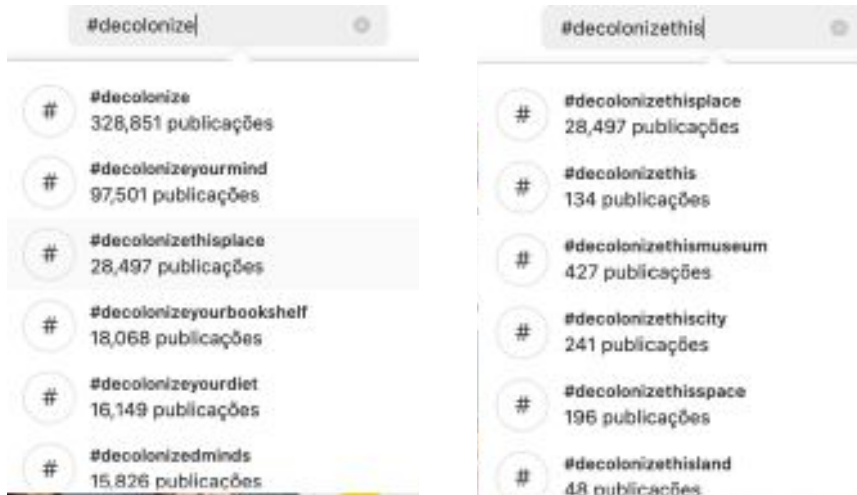 #decolonize
#decolonize
328,851 publicações
#decolonizeyourmind
97,501 publicações
#decolonizethisplace
28,497 publicações
#decolonizeyourbookshelf
18,068 publicações
#decolonizeyourdiet
16,149 publicações
#decolonizedminds
15,826 publicações
#decolonizethis
#decolonizethisplace
28,497 publicações
#decolonizethis
134 publicações
#decolonizethismuseum
427 publicações
#decolonizethiscity
241 publicações
#decolonizethisspace
196 publicações
#decolonizethisland
48 publicações